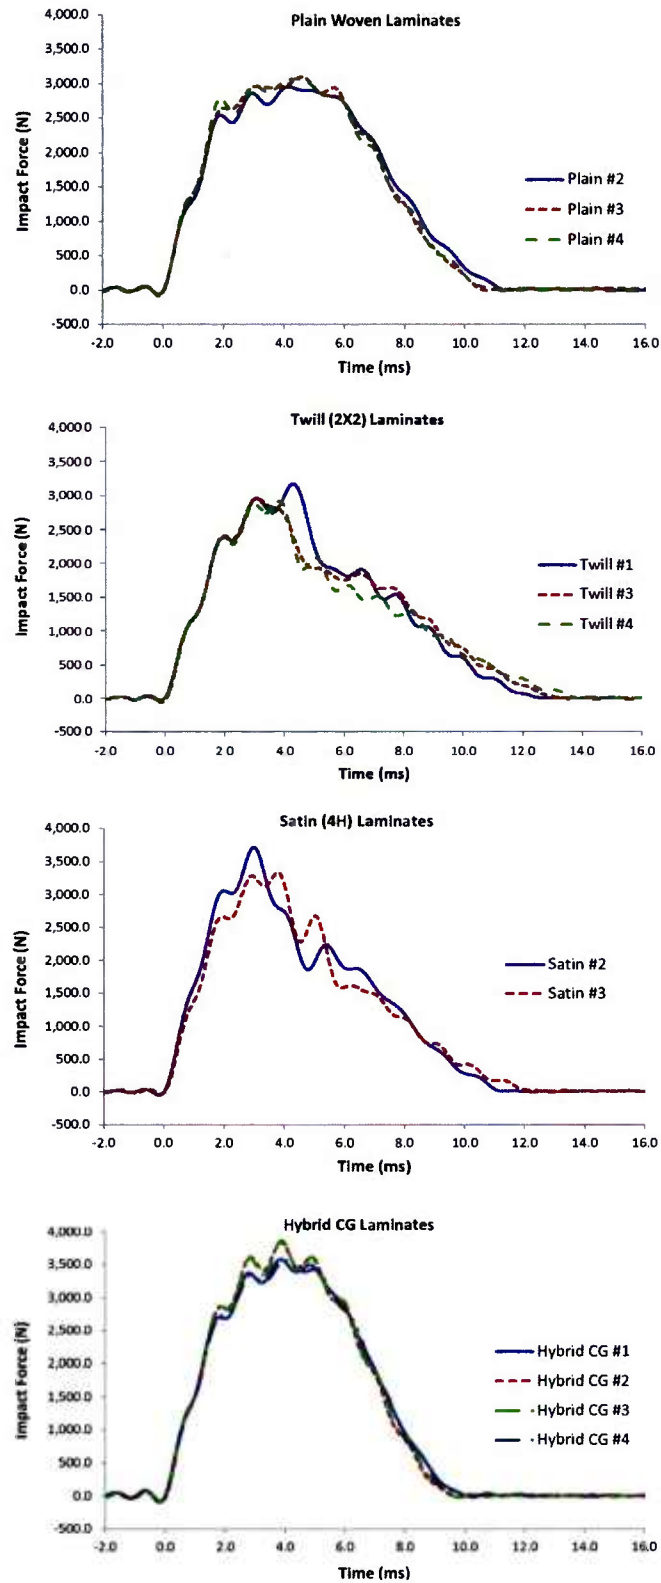 Plain Woven Laminates
4,000.0
3,500.0
3,000.0
2,500.0
2,000.0
1,500.0
1,000.0
500.0
0.0
-500.0
Impact Force (N)
Plain #2
Plain #3
Plain #4
-2.0 0.0 2.0 4.0 6.0 8.0 10.0 12.0 14.0 16.0
Time (ms)
Twill (2X2) Laminates
4,000 0
3,500 0
3,000 0
2,500 0
2,000 0
1,500 0
1,000 0
500 0
0.0
-500 0
Impact Force (N)
Twill #1
Twill #3
Twill #4
-2.0 0.0 2.0 4.0 6.0 8.0 10.0 12.0 14.0 16.0
Time (ms)
Satin (4H) Laminates
4,000.0
3,500.0
3,000.0
2,500.0
2,000.0
1,500.0
1,000.0
500.0
0.0
-500.0
Impact Force (N)
Satin #2
Satin #3
-2.0 0.0 2.0 4.0 6.0 8.0 10.0 12.0 14.0 16.0
Time (ms)
Hybrid CG Laminates
4,000.0
3,500.0
3,000.0
2,500.0
2,000.0
1,500.0
1,000.0
500.0
0.0
-500.0
Impact Force (N)
Hybrid CG #1
Hybrid CG #2
Hybrid CG #3
Hybrid CG #4
-2.0 0.0 2.0 4.0 6.0 8.0 10.0 12.0 14.0 16.0
Time (ms)